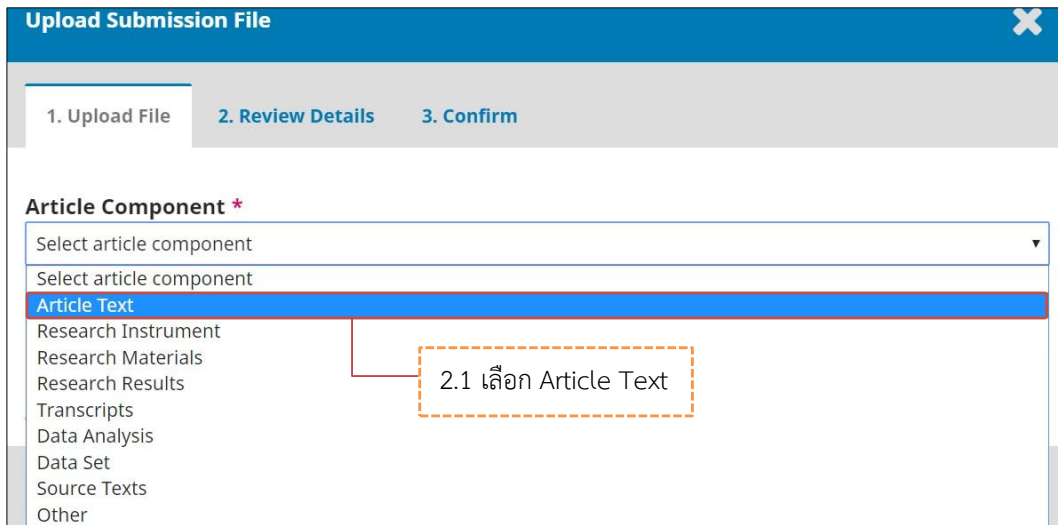 Upload Submission File
1. Upload File 2. Review Details 3. Confirm
Article Component *
Select article component
Select article component
Article Text
Research Instrument
Research Materials
Research Results
2.1 เลือก Article Text
Transcripts
Data Analysis
Data Set
Source Texts
Other